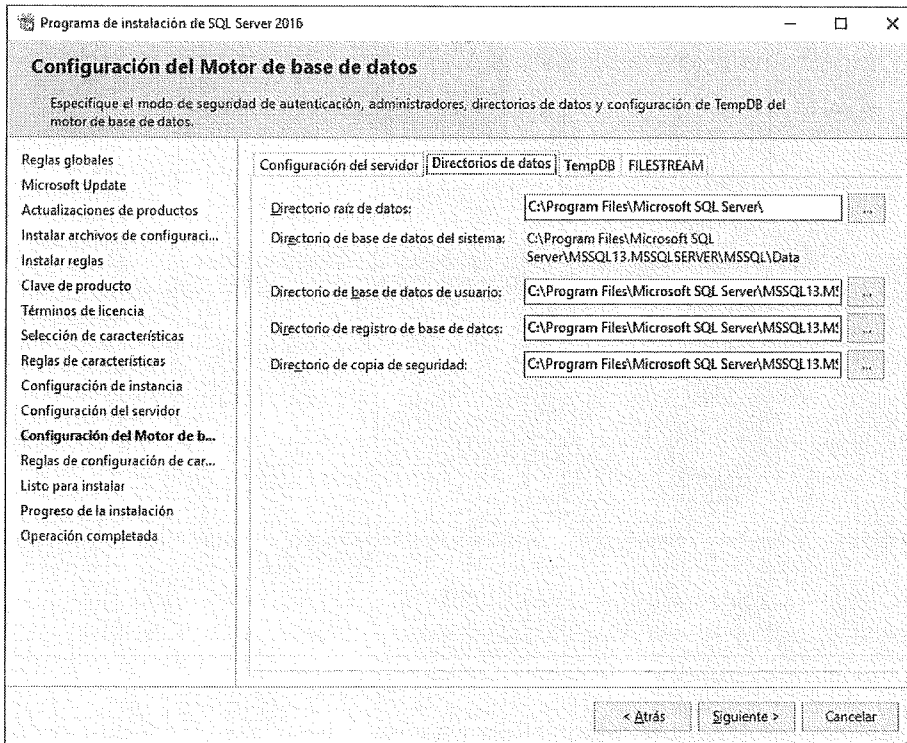 Programa de instalación de SQL Server 2016
Configuración del Motor de base de datos
Especifique el modo de seguridad de autenticación, administradores, directorios de datos y configuración de TempDB del
motor de base de datos.
Reglas globales
Microsoft Update
Actualizaciones de productos
Instalar archivos de configuraci...
Instalar reglas
Clave de producto
Términos de licencia
Selección de características
Reglas de características
Configuración de instancia
Configuración del servidor
Configuración del Motor de b...
Reglas de configuración de car...
Listo para instalar
Progreso de la instalación
Operación completada
Configuración del servidor Directorios de datos TempDB FILESTREAM
Directorio raíz de datos: C:\Program Files\Microsoft SQL Server\ ...
Directorio de base de datos del sistema: C:\Program Files\Microsoft SQL
Server\MSSQL13.MSSQLSERVER\MSSQL\Data
Directorio de base de datos de usuario: C:\Program Files\Microsoft SQL Server\MSSQL13.MS ...
Directorio de registro de base de datos: C:\Program Files\Microsoft SQL Server\MSSQL13.MS ...
Directorio de copia de seguridad: C:\Program Files\Microsoft SQL Server\MSSQL13.MS ...
< Atrás Siguiente > Cancelar